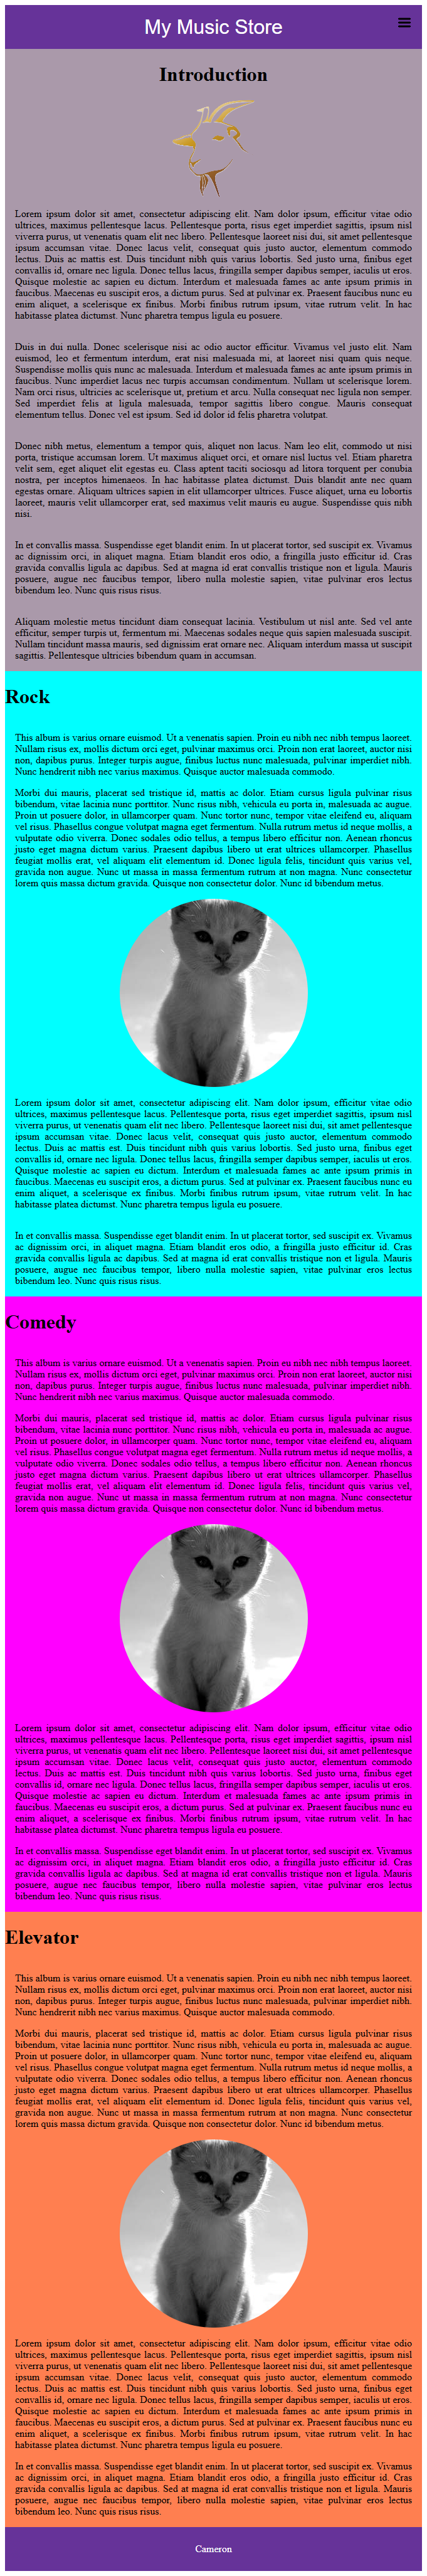 My Music Store
Introduction
Lorem ipsum dolor sit amet, consectetur adipiscing elit. Nam dolor ipsum, efficitur vitae odio
ultrices, maximus pellentesque lacus. Pellentesque porta, risus eget imperdiet sagittis, ipsum nisl
viverra purus, ut venenatis quam elit nec libero. Pellentesque laoreet nisi dui, sit amet pellentesque
ipsum accumsan vitae. Donec lacus velit, consequat quis justo auctor, elementum commodo
lectus. Duis ac mattis est. Duis tincidunt nibh quis varius lobortis. Sed justo urna, finibus eget
convallis id, ornare nec ligula. Donec tellus lacus, fringilla semper dapibus semper, iaculis ut eros.
Quisque molestie ac sapien eu dictum. Interdum et malesuada fames ac ante ipsum primis in
faucibus. Maecenas eu suscipit eros, a dictum purus. Sed at pulvinar ex. Praesent faucibus nunc eu
enim aliquet, a scelerisque ex finibus. Morbi finibus rutrum ipsum, vitae rutrum velit. In hac
habitasse platea dictumst. Nunc pharetra tempus ligula eu posuere.
Duis in dui nulla. Donec scelerisque nisi ac odio auctor efficitur. Vivamus vel justo elit. Nam
euismod, leo et fermentum interdum, erat nisi malesuada mi, at laoreet nisi quam quis neque.
Suspendisse mollis quis nunc ac malesuada. Interdum et malesuada fames ac ante ipsum primis in
faucibus. Nunc imperdiet lacus nec turpis accumsan condimentum. Nullam ut scelerisque lorem.
Nam orci risus, ultricies ac scelerisque ut, pretium et arcu. Nulla consequat nec ligula non semper.
Sed imperdiet felis at ligula malesuada, tempor sagittis libero congue. Mauris consequat
elementum tellus. Donec vel est ipsum. Sed id dolor id felis pharetra volutpat.
Donec nibh metus, elementum a tempor quis, aliquet non lacus. Nam leo elit, commodo ut nisi
porta, tristique accumsan lorem. Ut maximus aliquet orci, et ornare nisl luctus vel. Etiam pharetra
velit sem, eget aliquet elit egestas eu. Class aptent taciti sociosqu ad litora torquent per conubia
nostra, per inceptos himenaeos. In hac habitasse platea dictumst. Duis blandit ante nec quam
egestas ornare. Aliquam ultrices sapien in elit ullamcorper ultrices. Fusce aliquet, urna eu lobortis
laoreet, mauris velit ullamcorper erat, sed maximus velit mauris eu augue. Suspendisse quis nibh
nisi.
In et convallis massa. Suspendisse eget blandit enim. In ut placerat tortor, sed suscipit ex. Vivamus
ac dignissim orci, in aliquet magna. Etiam blandit eros odio, a fringilla justo efficitur id. Cras
gravida convallis ligula ac dapibus. Sed at magna id erat convallis tristique non et ligula. Mauris
posuere, augue nec faucibus tempor, libero nulla molestie sapien, vitae pulvinar eros lectus
bibendum leo. Nunc quis risus risus.
Aliquam molestie metus tincidunt diam consequat lacinia. Vestibulum ut nisl ante. Sed vel ante
efficitur, semper turpis ut, fermentum mi. Maecenas sodales neque quis sapien malesuada suscipit.
Nullam tincidunt massa mauris, sed dignissim erat ornare nec. Aliquam interdum massa ut suscipit
sagittis. Pellentesque ultricies bibendum quam in accumsan.
Rock
This album is varius ornare euismod. Ut a venenatis sapien. Proin eu nibh nec nibh tempus laoreet.
Nullam risus ex, mollis dictum orci eget, pulvinar maximus orci. Proin non erat laoreet, auctor nisi
non, dapibus purus. Integer turpis augue, finibus luctus nunc malesuada, pulvinar imperdiet nibh.
Nunc hendrerit nibh nec varius maximus. Quisque auctor malesuada commodo.
Morbi dui mauris, placerat sed tristique id, mattis ac dolor. Etiam cursus ligula pulvinar risus
bibendum, vitae lacinia nunc porttitor. Nunc risus nibh, vehicula eu porta in, malesuada ac augue.
Proin ut posuere dolor, in ullamcorper quam. Nunc tortor nunc, tempor vitae eleifend eu, aliquam
vel risus. Phasellus congue volutpat magna eget fermentum. Nulla rutrum metus id neque mollis, a
vulputate odio viverra. Donec sodales odio tellus, a tempus libero efficitur non. Aenean rhoncus
justo eget magna dictum varius. Praesent dapibus libero ut erat ultrices ullamcorper. Phasellus
feugiat mollis erat, vel aliquam elit elementum id. Donec ligula felis, tincidunt quis varius vel,
gravida non augue. Nunc ut massa in massa fermentum rutrum at non magna. Nunc consectetur
lorem quis massa dictum gravida. Quisque non consectetur dolor. Nunc id bibendum metus.
Lorem ipsum dolor sit amet, consectetur adipiscing elit. Nam dolor ipsum, efficitur vitae odio
ultrices, maximus pellentesque lacus. Pellentesque porta, risus eget imperdiet sagittis, ipsum nisl
viverra purus, ut venenatis quam elit nec libero. Pellentesque laoreet nisi dui, sit amet pellentesque
ipsum accumsan vitae. Donec lacus velit, consequat quis justo auctor, elementum commodo
lectus. Duis ac mattis est. Duis tincidunt nibh quis varius lobortis. Sed justo urna, finibus eget
convallis id, ornare nec ligula. Donec tellus lacus, fringilla semper dapibus semper, iaculis ut eros.
Quisque molestie ac sapien eu dictum. Interdum et malesuada fames ac ante ipsum primis in
faucibus. Maecenas eu suscipit eros, a dictum purus. Sed at pulvinar ex. Praesent faucibus nunc eu
enim aliquet, a scelerisque ex finibus. Morbi finibus rutrum ipsum, vitae rutrum velit. In hac
habitasse platea dictumst. Nunc pharetra tempus ligula eu posuere.
In et convallis massa. Suspendisse eget blandit enim. In ut placerat tortor, sed suscipit ex. Vivamus
ac dignissim orci, in aliquet magna. Etiam blandit eros odio, a fringilla justo efficitur id. Cras
gravida convallis ligula ac dapibus. Sed at magna id erat convallis tristique non et ligula. Mauris
posuere, augue nec faucibus tempor, libero nulla molestie sapien, vitae pulvinar eros lectus
bibendum leo. Nunc quis risus risus.
Comedy
This album is varius ornare euismod. Ut a venenatis sapien. Proin eu nibh nec nibh tempus laoreet.
Nullam risus ex, mollis dictum orci eget, pulvinar maximus orci. Proin non erat laoreet, auctor nisi
non, dapibus purus. Integer turpis augue, finibus luctus nunc malesuada, pulvinar imperdiet nibh.
Nunc hendrerit nibh nec varius maximus. Quisque auctor malesuada commodo.
Morbi dui mauris, placerat sed tristique id, mattis ac dolor. Etiam cursus ligula pulvinar risus
bibendum, vitae lacinia nunc porttitor. Nunc risus nibh, vehicula eu porta in, malesuada ac augue.
Proin ut posuere dolor, in ullamcorper quam. Nunc tortor nunc, tempor vitae eleifend eu, aliquam
vel risus. Phasellus congue volutpat magna eget fermentum. Nulla rutrum metus id neque mollis, a
vulputate odio viverra. Donec sodales odio tellus, a tempus libero efficitur non. Aenean rhoncus
justo eget magna dictum varius. Praesent dapibus libero ut erat ultrices ullamcorper. Phasellus
feugiat mollis erat, vel aliquam elit elementum id. Donec ligula felis, tincidunt quis varius vel,
gravida non augue. Nunc ut massa in massa fermentum rutrum at non magna. Nunc consectetur
lorem quis massa dictum gravida. Quisque non consectetur dolor. Nunc id bibendum metus.
Lorem ipsum dolor sit amet, consectetur adipiscing elit. Nam dolor ipsum, efficitur vitae odio
ultrices, maximus pellentesque lacus. Pellentesque porta, risus eget imperdiet sagittis, ipsum nisl
viverra purus, ut venenatis quam elit nec libero. Pellentesque laoreet nisi dui, sit amet pellentesque
ipsum accumsan vitae. Donec lacus velit, consequat quis justo auctor, elementum commodo
lectus. Duis ac mattis est. Duis tincidunt nibh quis varius lobortis. Sed justo urna, finibus eget
convallis id, ornare nec ligula. Donec tellus lacus, fringilla semper dapibus semper, iaculis ut eros.
Quisque molestie ac sapien eu dictum. Interdum et malesuada fames ac ante ipsum primis in
faucibus. Maecenas eu suscipit eros, a dictum purus. Sed at pulvinar ex. Praesent faucibus nunc eu
enim aliquet, a scelerisque ex finibus. Morbi finibus rutrum ipsum, vitae rutrum velit. In hac
habitasse platea dictumst. Nunc pharetra tempus ligula eu posuere.
In et convallis massa. Suspendisse eget blandit enim. In ut placerat tortor, sed suscipit ex. Vivamus
ac dignissim orci, in aliquet magna. Etiam blandit eros odio, a fringilla justo efficitur id. Cras
gravida convallis ligula ac dapibus. Sed at magna id erat convallis tristique non et ligula. Mauris
posuere, augue nec faucibus tempor, libero nulla molestie sapien, vitae pulvinar eros lectus
bibendum leo. Nunc quis risus risus.
Elevator
This album is varius ornare euismod. Ut a venenatis sapien. Proin eu nibh nec nibh tempus laoreet.
Nullam risus ex, mollis dictum orci eget, pulvinar maximus orci. Proin non erat laoreet, auctor nisi
non, dapibus purus. Integer turpis augue, finibus luctus nunc malesuada, pulvinar imperdiet nibh.
Nunc hendrerit nibh nec varius maximus. Quisque auctor malesuada commodo.
Morbi dui mauris, placerat sed tristique id, mattis ac dolor. Etiam cursus ligula pulvinar risus
bibendum, vitae lacinia nunc porttitor. Nunc risus nibh, vehicula eu porta in, malesuada ac augue.
Proin ut posuere dolor, in ullamcorper quam. Nunc tortor nunc, tempor vitae eleifend eu, aliquam
vel risus. Phasellus congue volutpat magna eget fermentum. Nulla rutrum metus id neque mollis, a
vulputate odio viverra. Donec sodales odio tellus, a tempus libero efficitur non. Aenean rhoncus
justo eget magna dictum varius. Praesent dapibus libero ut erat ultrices ullamcorper. Phasellus
feugiat mollis erat, vel aliquam elit elementum id. Donec ligula felis, tincidunt quis varius vel,
gravida non augue. Nunc ut massa in massa fermentum rutrum at non magna. Nunc consectetur
lorem quis massa dictum gravida. Quisque non consectetur dolor. Nunc id bibendum metus.
Lorem ipsum dolor sit amet, consectetur adipiscing elit. Nam dolor ipsum, efficitur vitae odio
ultrices, maximus pellentesque lacus. Pellentesque porta, risus eget imperdiet sagittis, ipsum nisl
viverra purus, ut venenatis quam elit nec libero. Pellentesque laoreet nisi dui, sit amet pellentesque
ipsum accumsan vitae. Donec lacus velit, consequat quis justo auctor, elementum commodo
lectus. Duis ac mattis est. Duis tincidunt nibh quis varius lobortis. Sed justo urna, finibus eget
convallis id, ornare nec ligula. Donec tellus lacus, fringilla semper dapibus semper, iaculis ut eros.
Quisque molestie ac sapien eu dictum. Interdum et malesuada fames ac ante ipsum primis in
faucibus. Maecenas eu suscipit eros, a dictum purus. Sed at pulvinar ex. Praesent faucibus nunc eu
enim aliquet, a scelerisque ex finibus. Morbi finibus rutrum ipsum, vitae rutrum velit. In hac
habitasse platea dictumst. Nunc pharetra tempus ligula eu posuere.
In et convallis massa. Suspendisse eget blandit enim. In ut placerat tortor, sed suscipit ex. Vivamus
ac dignissim orci, in aliquet magna. Etiam blandit eros odio, a fringilla justo efficitur id. Cras
gravida convallis ligula ac dapibus. Sed at magna id erat convallis tristique non et ligula. Mauris
posuere, augue nec faucibus tempor, libero nulla molestie sapien, vitae pulvinar eros lectus
bibendum leo. Nunc quis risus risus.
Cameron